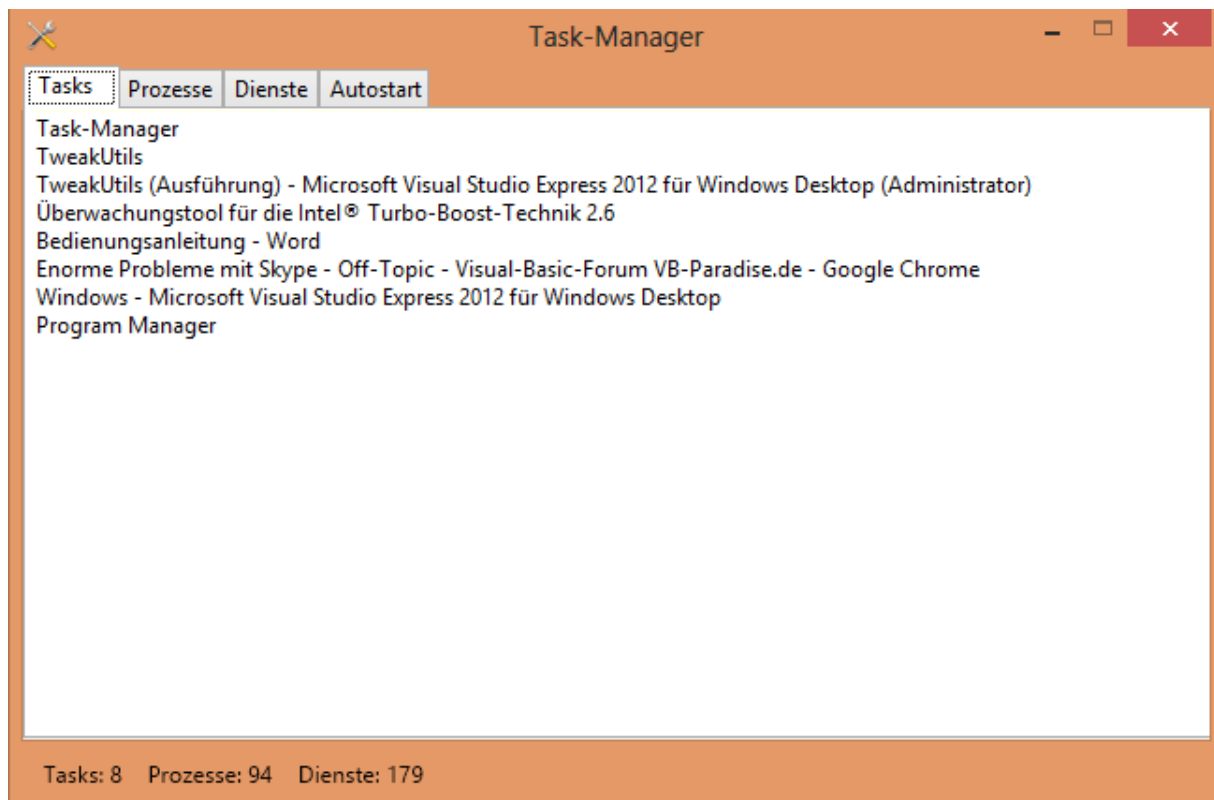 Task-Manager
Tasks Prozesse Dienste Autostart
Task-Manager
TweakUtils
TweakUtils (Ausführung) - Microsoft Visual Studio Express 2012 für Windows Desktop (Administrator)
Überwachungstool für die Intel® Turbo-Boost-Technik 2.6
Bedienungsanleitung - Word
Enorme Probleme mit Skype - Off-Topic - Visual-Basic-Forum VB-Paradise.de - Google Chrome
Windows - Microsoft Visual Studio Express 2012 für Windows Desktop
Program Manager
Tasks: 8 Prozesse: 94 Dienste: 179